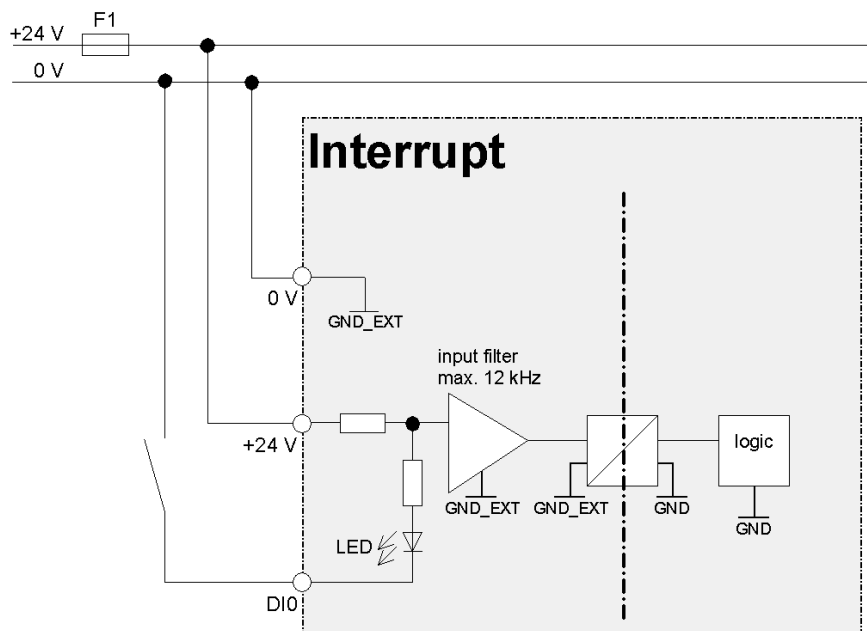 F1
+24 V
0 V
Interrupt
0 V
GND_EXT
input filter
max. 12 kHz
+24 V
logic
GND_EXT
GND_EXT
GND
GND
LED
DI0